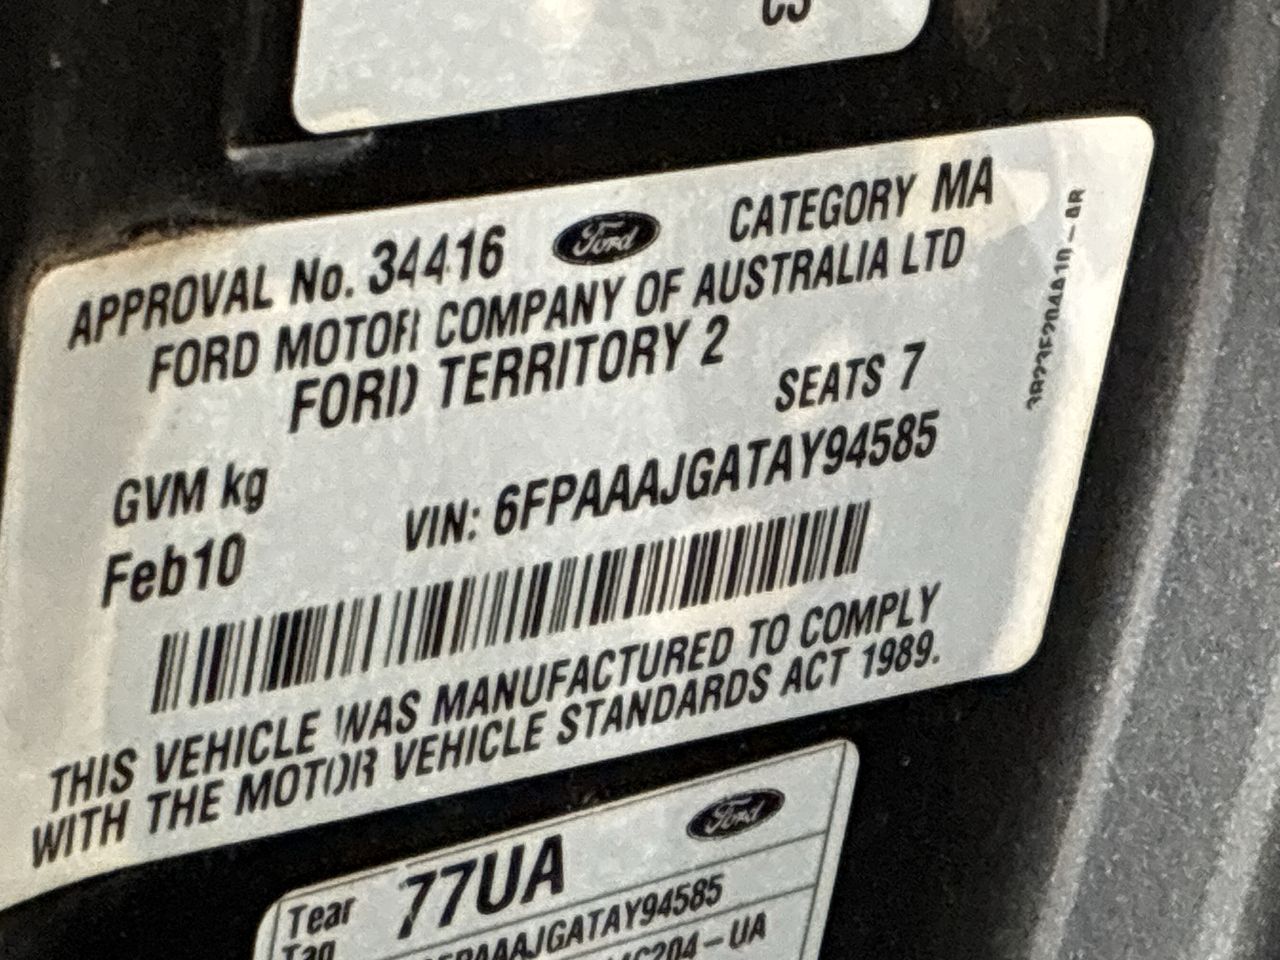 APPROVAL No. 34416 Ford CATEGORY MA
FORD MOTOR COMPANY OF AUSTRALIA LTD
FORD TERRITORY 2
SEATS 7
GVM kg
VIN: 6FPAAAJGATAY94585
Feb10
THIS VEHICLE WAS MANUFACTURED TO COMPLY
WITH THE MOTOR VEHICLE STANDARDS ACT 1989.
Ford
Tear 77UA
Tag